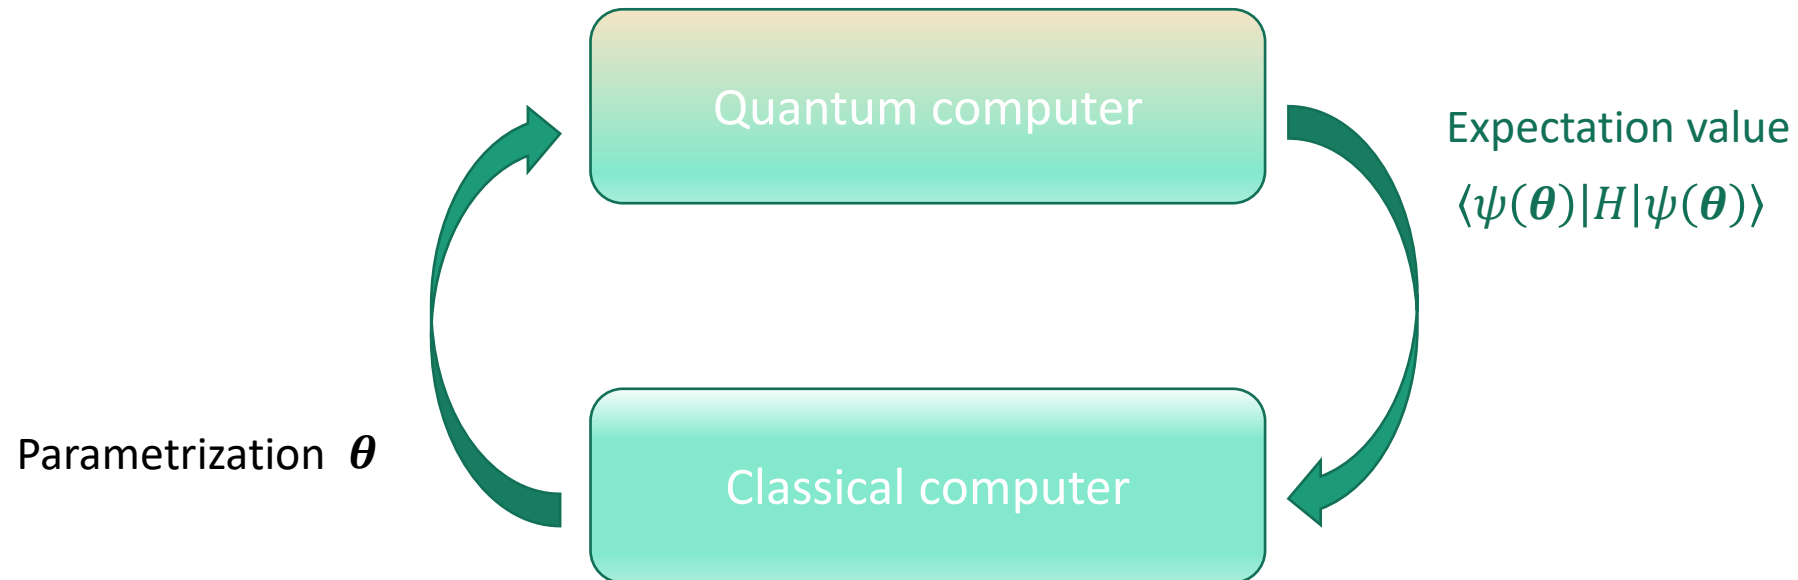 Quantum computer
Expectation value
⟨𝜓(𝜽)|𝐻|𝜓(𝜽)⟩
Parametrization 𝜽
Classical computer